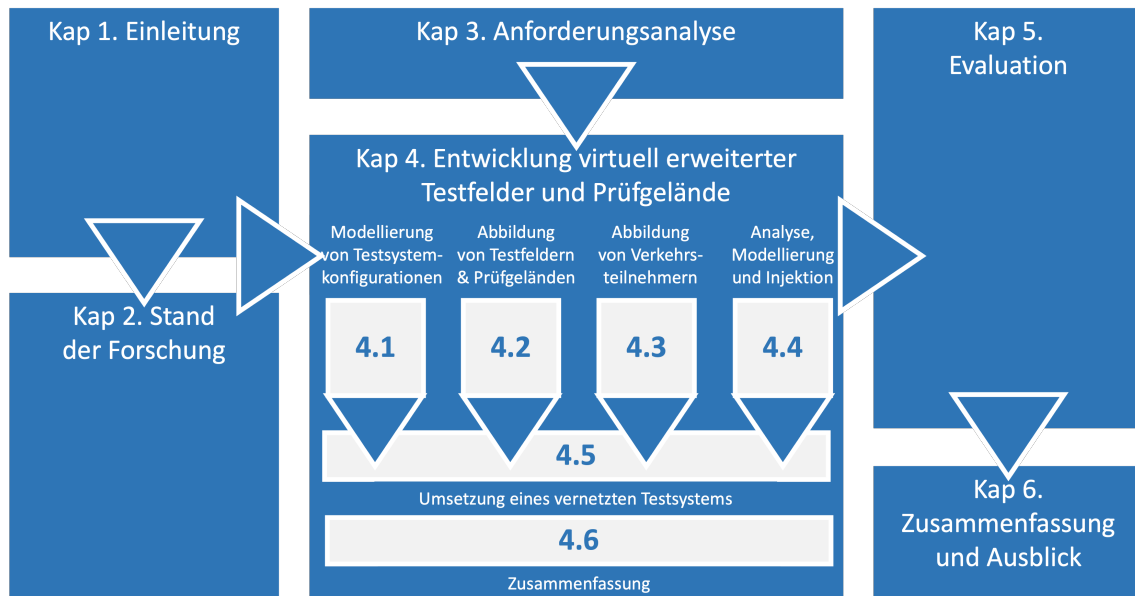 Kap 1. Einleitung
Kap 2. Stand
der Forschung
Kap 3. Anforderungsanalyse
Kap 4. Entwicklung virtuell erweiterter
Testfelder und Prüfgelände
Modellierung
von Testsystem-
konfigurationen
Abbildung
von Testfeldern
& Prüfgeländen
Abbildung
von Verkehrs-
teilnehmern
Analyse,
Modellierung
und Injektion
4.1
4.2
4.3
4.4
4.5
Umsetzung eines vernetzten Testsystems
4.6
Zusammenfassung
Kap 5.
Evaluation
Kap 6.
Zusammenfassung
und Ausblick